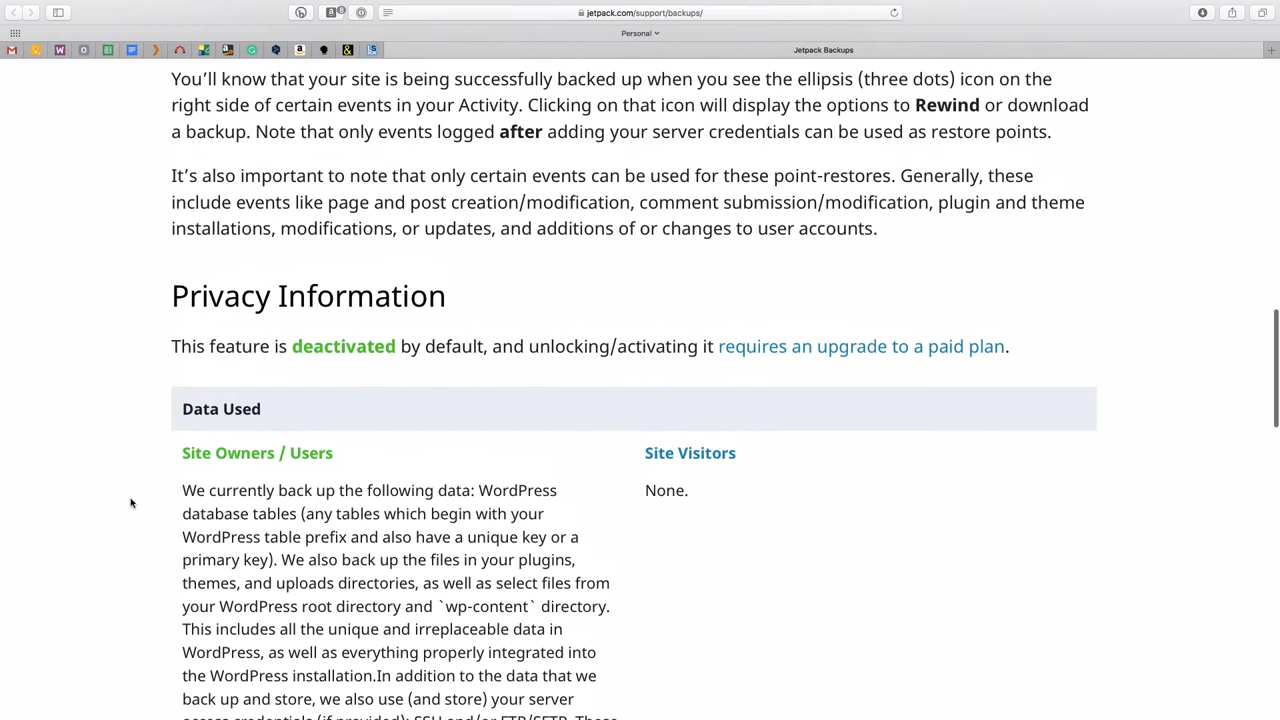 jetpack.com/support/backups/
Personal
Jetpack Backups
You’ll know that your site is being successfully backed up when you see the ellipsis (three dots) icon on the
right side of certain events in your Activity. Clicking on that icon will display the options to Rewind or download
a backup. Note that only events logged after adding your server credentials can be used as restore points.
It’s also important to note that only certain events can be used for these point-restores. Generally, these
include events like page and post creation/modification, comment submission/modification, plugin and theme
installations, modifications, or updates, and additions of or changes to user accounts.
Privacy Information
This feature is deactivated by default, and unlocking/activating it requires an upgrade to a paid plan.
Data Used
Site Owners / Users
We currently back up the following data: WordPress
database tables (any tables which begin with your
WordPress table prefix and also have a unique key or a
primary key). We also back up the files in your plugins,
themes, and uploads directories, as well as select files from
your WordPress root directory and `wp-content` directory.
This includes all the unique and irreplaceable data in
WordPress, as well as everything properly integrated into
the WordPress installation.In addition to the data that we
back up and store, we also use (and store) your server
access credentials (if provided): SSH and/or FTP/SFTP. These
Site Visitors
None.